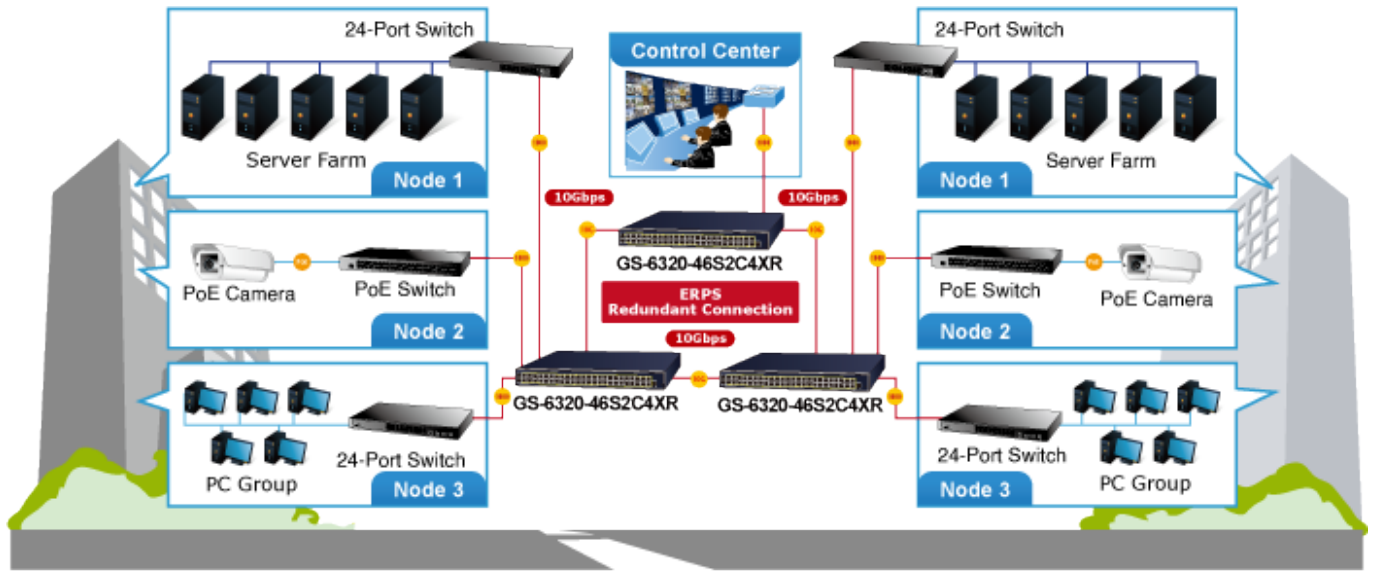 24-Port Switch
Server Farm
Node 1
PoE Camera
PoE Switch
Node 2
PC Group
24-Port Switch
Node 3
Control Center
10Gbps
10Gbps
GS-6320-46S2C4XR
ERPS
Redundant Connection
10Gbps
10G
GS-6320-46S2C4XR
GS-6320-46S2C4XR
24-Port Switch
Server Farm
Node 1
PoE Switch
PoE Camera
Node 2
24-Port Switch
PC Group
Node 3